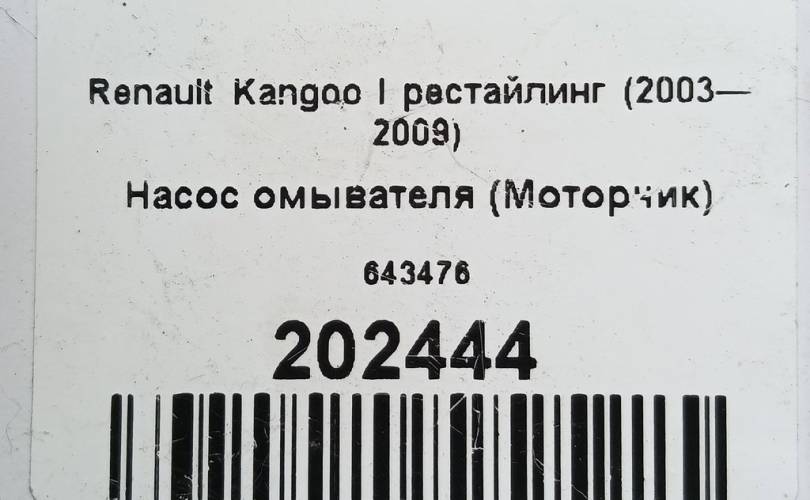 Renault Kangoo I рестайлинг (2003—
2009)
Насос омывателя (Моторчик)
643476
202444